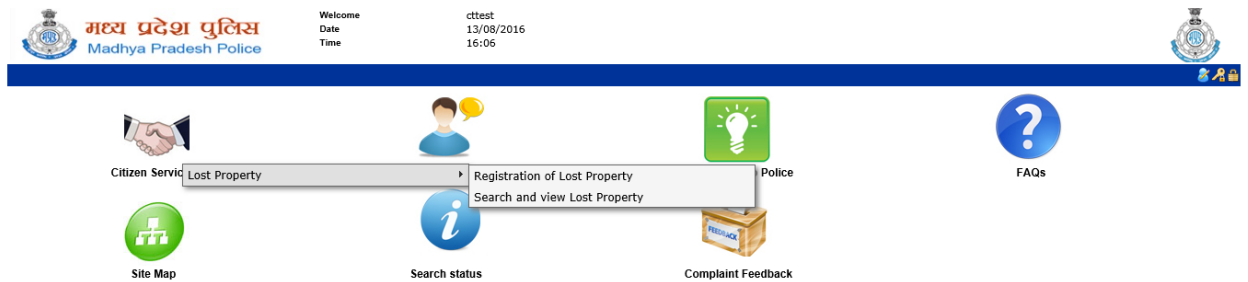 मध्य प्रदेश पुलिस
Madhya Pradesh Police
Welcome cttest
Date 13/08/2016
Time 16:06
Citizen Servic
Police
FAQs
Lost Property
Registration of Lost Property
Search and view Lost Property
FEEDBACK
Site Map
Search status
Complaint Feedback